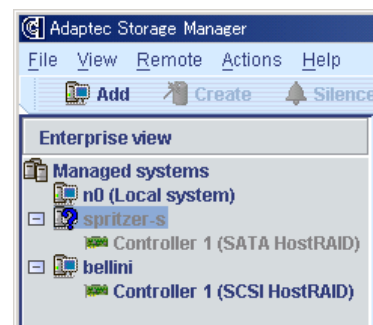 Adaptec Storage Manager
File View Remote Actions Help
Add Create Silence
Enterprise view
Managed systems
n0 (Local system)
spritzer-s
Controller 1 (SATA HostRAID)
bellini
Controller 1 (SCSI HostRAID)